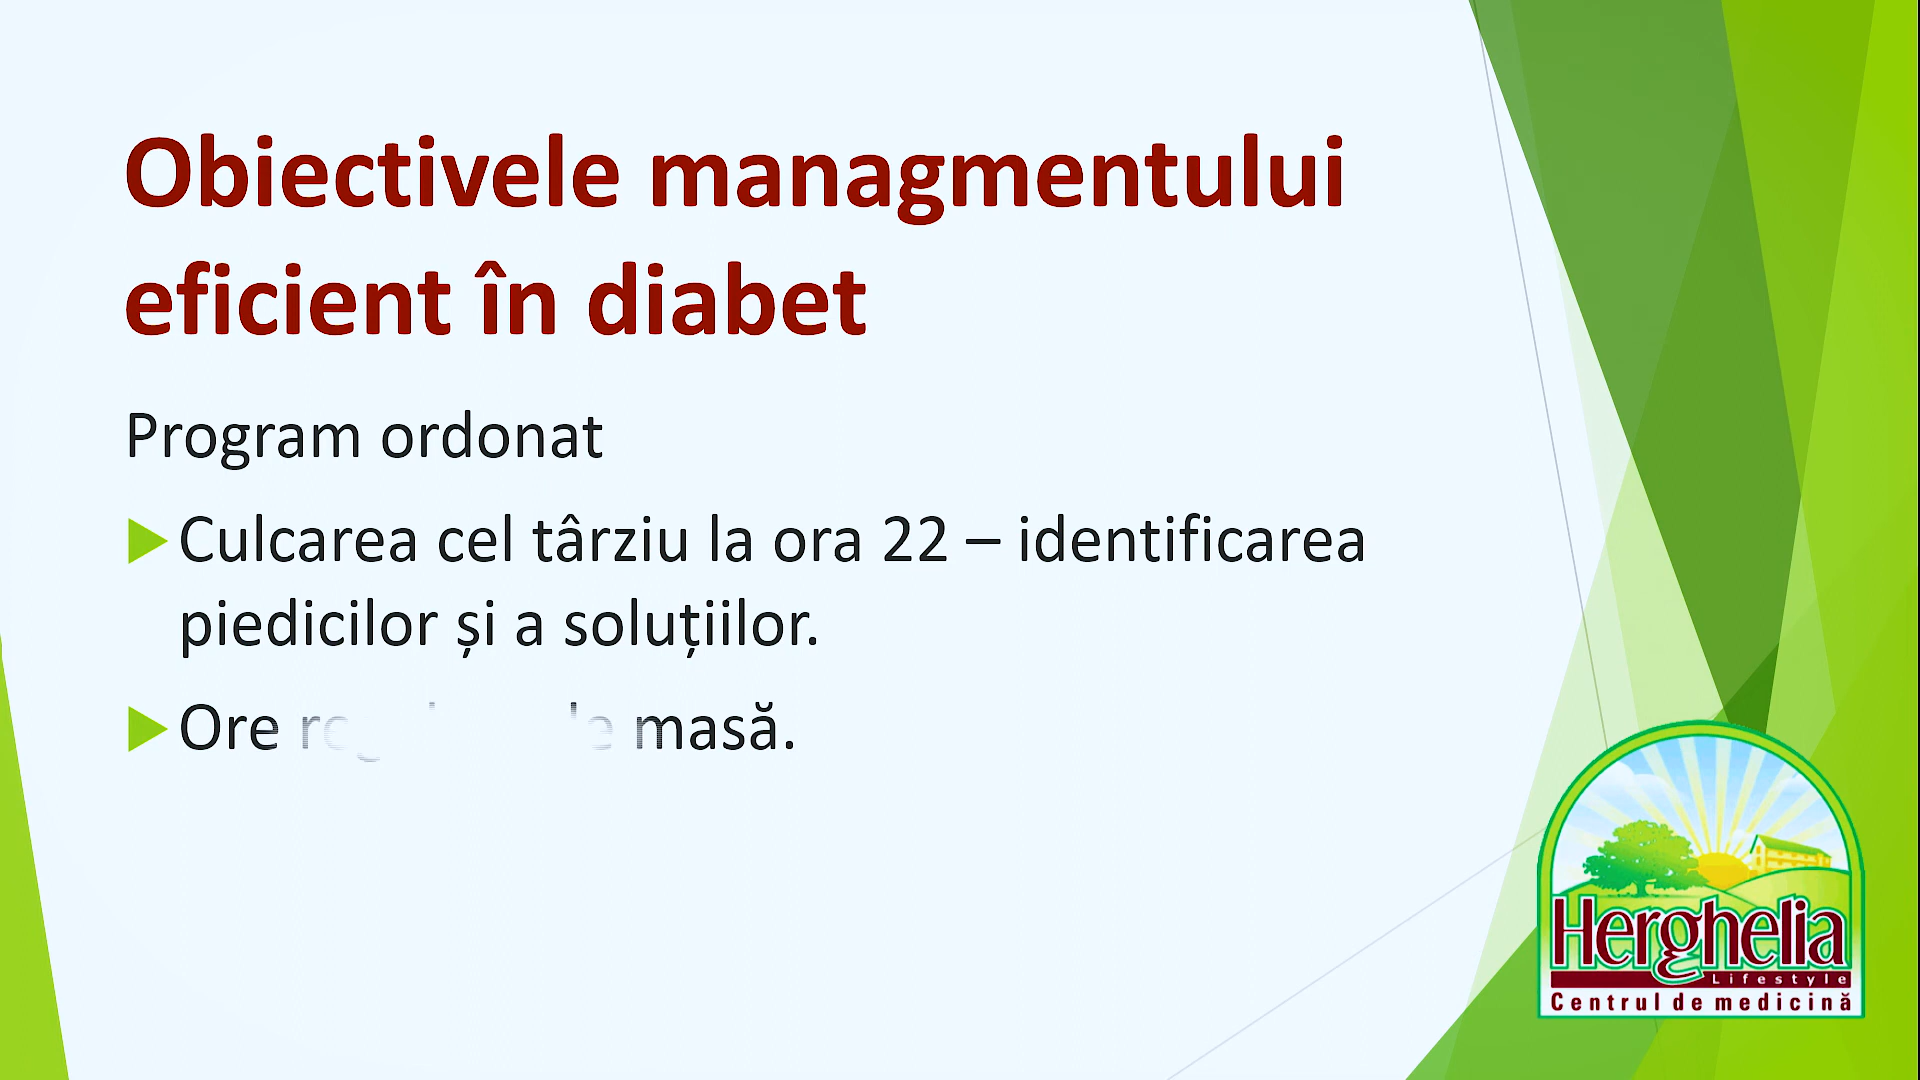 Obiectivele managmentului
eficient în diabet
Program ordonat
Culcarea cel târziu la ora 22 – identificarea
piedicilor și a soluțiilor.
Ore masă.
Herghelia
Lifestyle
Centrul de medicină